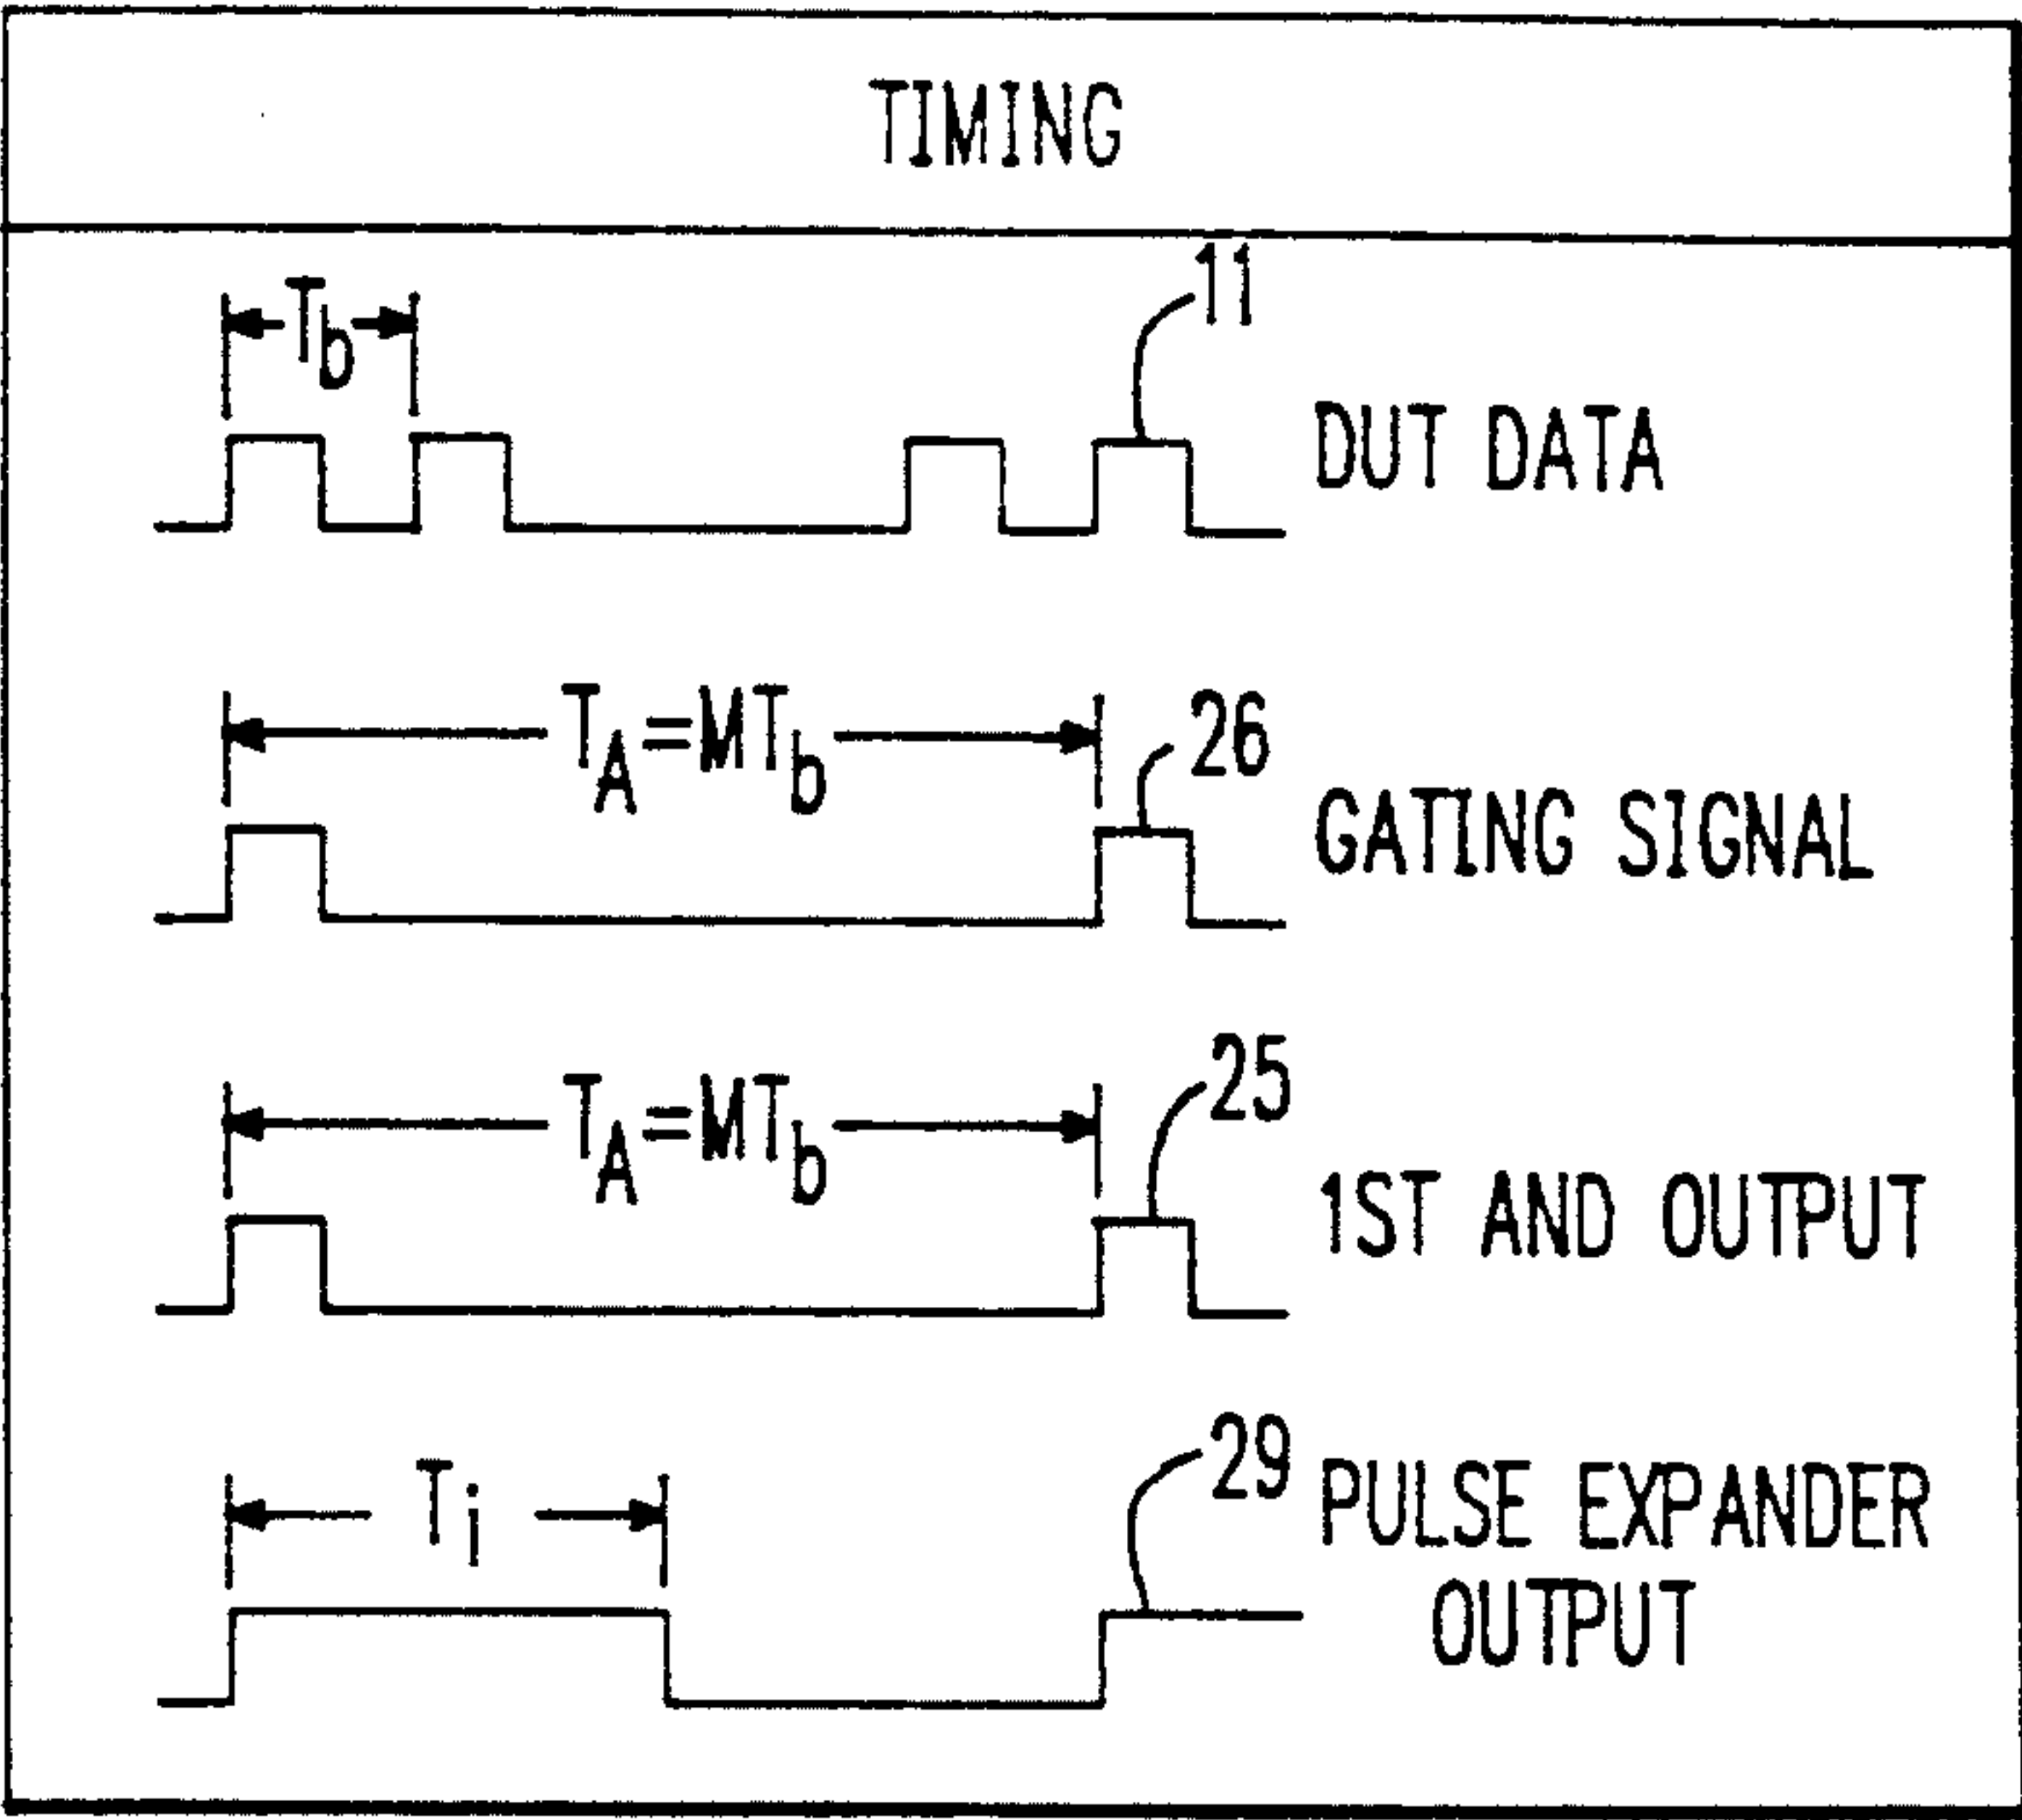 TIMING
Tb
11
DUT DATA
TA=MTb
26
GATING SIGNAL
TA=MTb
25
1ST AND OUTPUT
Ti
29
PULSE EXPANDER
OUTPUT